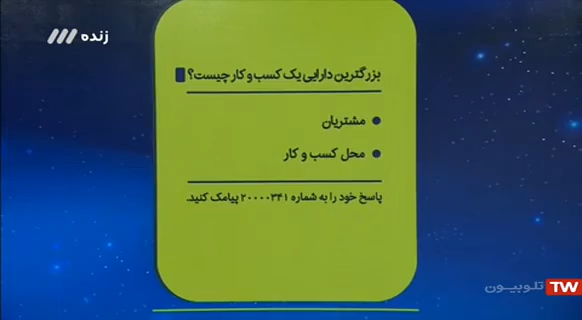 زنده
بزرگترین دارایی یک کسب و کار چیست؟
مشتریان
محل کسب و کار
پاسخ خود را به شماره ۲۰۰۰۰۳۴۱ پیامک کنید.
تلوبیون TW